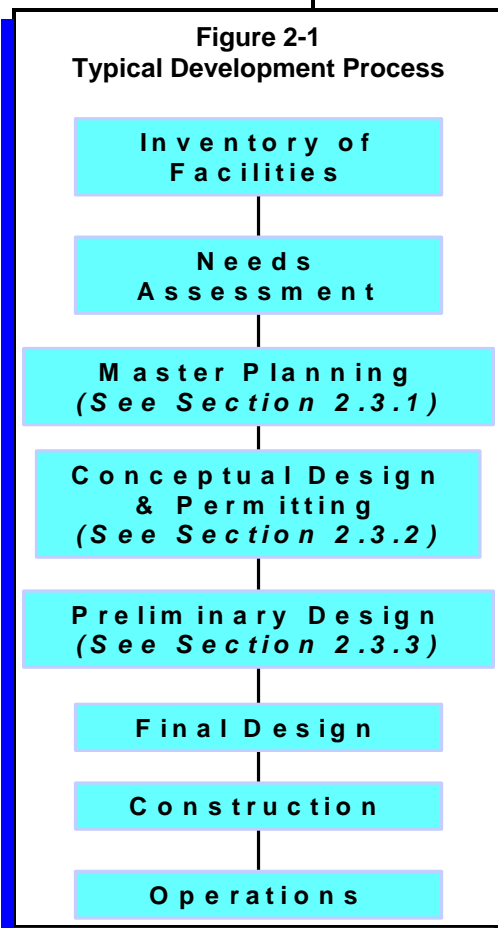 Figure 2-1
Typical Development Process
Inventory of
Facilities
Needs
Assessment
Master Planning
(See Section 2.3.1)
Conceptual Design
& Permitting
(See Section 2.3.2)
Preliminary Design
(See Section 2.3.3)
Final Design
Construction
Operations